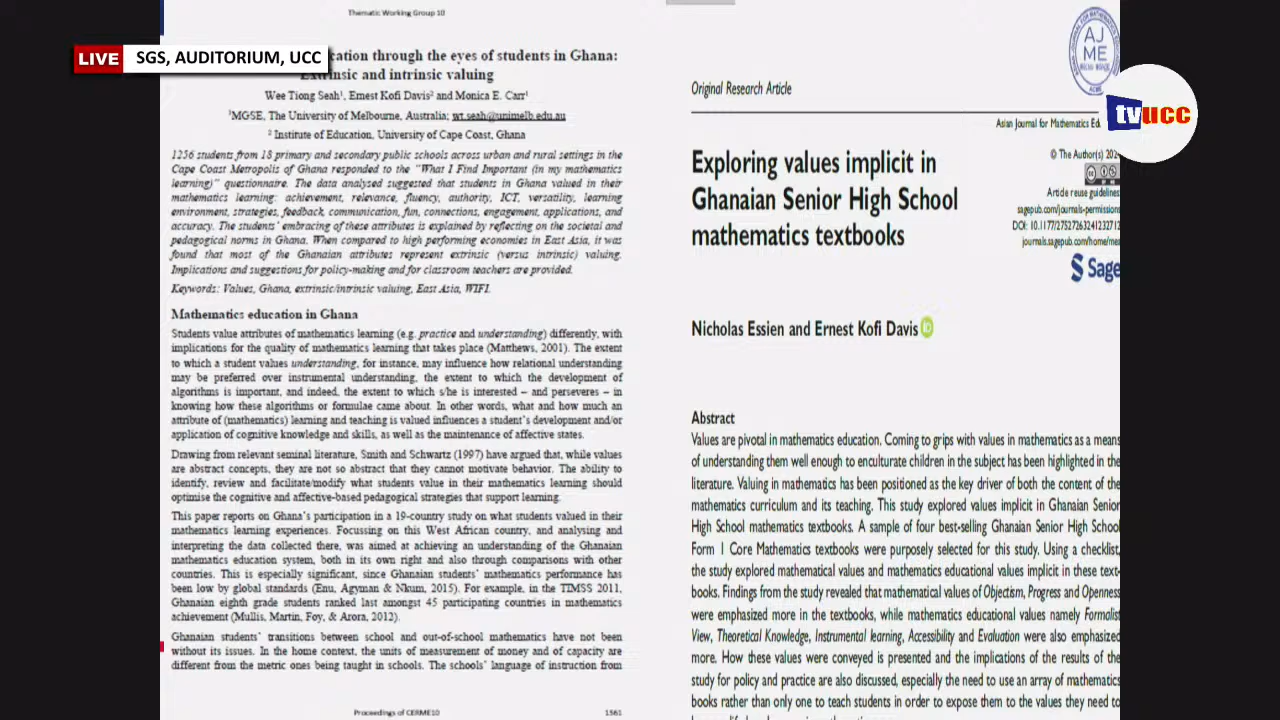 LIVE
SGS, AUDITORIUM, UCC
tvucc
Thematic Working Group 10
cation through the eyes of students in Ghana:
Extrinsic and intrinsic valuing
Wee Tiong Seah¹, Ernest Kofi Davis² and Monica E. Carr¹
¹MGSE, The University of Melbourne, Australia; wt.seah@unimelb.edu.au
² Institute of Education, University of Cape Coast, Ghana
1256 students from 18 primary and secondary public schools across urban and rural settings in the
Cape Coast Metropolis of Ghana responded to the "What I Find Important (in my mathematics
learning)" questionnaire. The data analysed suggested that students in Ghana valued in their
mathematics learning: achievement, relevance, fluency, authority, ICT, versatility, learning
environment, strategies, feedback, communication, fun, connections, engagement, applications, and
accuracy. The students' embracing of these attributes is explained by reflecting on the societal and
pedagogical norms in Ghana. When compared to high performing economies in East Asia, it was
found that most of the Ghanaian attributes represent extrinsic (versus intrinsic) valuing.
Implications and suggestions for policy-making and for classroom teachers are provided.
Keywords: Values, Ghana, extrinsic/intrinsic valuing, East Asia, WIFI.
Mathematics education in Ghana
Students value attributes of mathematics learning (e.g. practice and understanding) differently, with
implications for the quality of mathematics learning that takes place (Matthews, 2001). The extent
to which a student values understanding, for instance, may influence how relational understanding
may be preferred over instrumental understanding, the extent to which the development of
algorithms is important, and indeed, the extent to which s/he is interested – and perseveres – in
knowing how these algorithms or formulae came about. In other words, what and how much an
attribute of (mathematics) learning and teaching is valued influences a student's development and/or
application of cognitive knowledge and skills, as well as the maintenance of affective states.
Drawing from relevant seminal literature, Smith and Schwartz (1997) have argued that, while values
are abstract concepts, they are not so abstract that they cannot motivate behavior. The ability to
identify, review and facilitate/modify what students value in their mathematics learning should
optimise the cognitive and affective-based pedagogical strategies that support learning.
This paper reports on Ghana's participation in a 19-country study on what students valued in their
mathematics learning experiences. Focussing on this West African country, and analysing and
interpreting the data collected there, was aimed at achieving an understanding of the Ghanaian
mathematics education system, both in its own right and also through comparisons with other
countries. This is especially significant, since Ghanaian students' mathematics performance has
been low by global standards (Enu, Agyman & Nkum, 2015). For example, in the TIMSS 2011,
Ghanaian eighth grade students ranked last amongst 45 participating countries in mathematics
achievement (Mullis, Martin, Foy, & Arora, 2012).
Ghanaian students' transitions between school and out-of-school mathematics have not been
without its issues. In the home context, the units of measurement of money and of capacity are
different from the metric ones being taught in schools. The schools' language of instruction from
Proceedings of CERME10 1561
AJ
ME
Original Research Article
Asian Journal for Mathematics Edu
© The Author(s) 202
Article reuse guidelines
sagepub.com/journals-permissions
DOI: 10.1177/27527263241232712
journals.sagepub.com/home/mea
Sage
Exploring values implicit in
Ghanaian Senior High School
mathematics textbooks
Nicholas Essien and Ernest Kofi Davis iD
Abstract
Values are pivotal in mathematics education. Coming to grips with values in mathematics as a means
of understanding them well enough to enculturate children in the subject has been highlighted in the
literature. Valuing in mathematics has been positioned as the key driver of both the content of the
mathematics curriculum and its teaching. This study explored values implicit in Ghanaian Senior
High School mathematics textbooks. A sample of four best-selling Ghanaian Senior High School
Form 1 Core Mathematics textbooks were purposely selected for this study. Using a checklist,
the study explored mathematical values and mathematics educational values implicit in these text-
books. Findings from the study revealed that mathematical values of Objectism, Progress and Openness
were emphasized more in the textbooks, while mathematics educational values namely Formalist
View, Theoretical Knowledge, Instrumental learning, Accessibility and Evaluation were also emphasized
more. How these values were conveyed is presented and the implications of the results of the
study for policy and practice are also discussed, especially the need to use an array of mathematics
books rather than only one to teach students in order to expose them to the values they need to